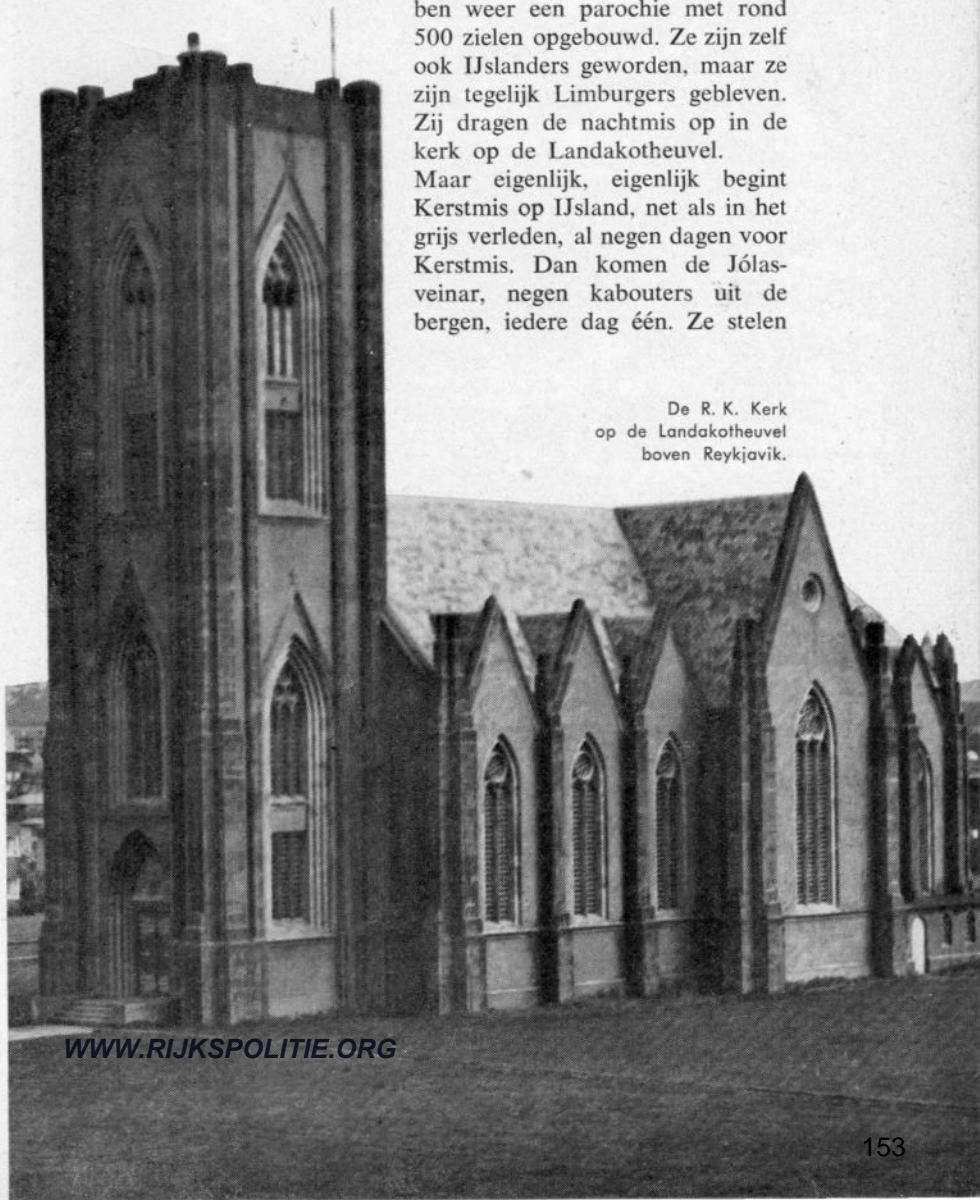 ben weer een parochie met rond
500 zielen opgebouwd. Ze zijn zelf
ook IJslanders geworden, maar ze
zijn tegelijk Limburgers gebleven.
Zij dragen de nachtmis op in de
kerk op de Landakotheuvel.
Maar eigenlijk, eigenlijk begint
Kerstmis op IJsland, net als in het
grijs verleden, al negen dagen voor
Kerstmis. Dan komen de Jólas-
veinar, negen kabouters uit de
bergen, iedere dag één. Ze stelen
De R. K. Kerk
op de Landakotheuvel
boven Reykjavik.
WWW.RIJKSPOLITIE.ORG
153